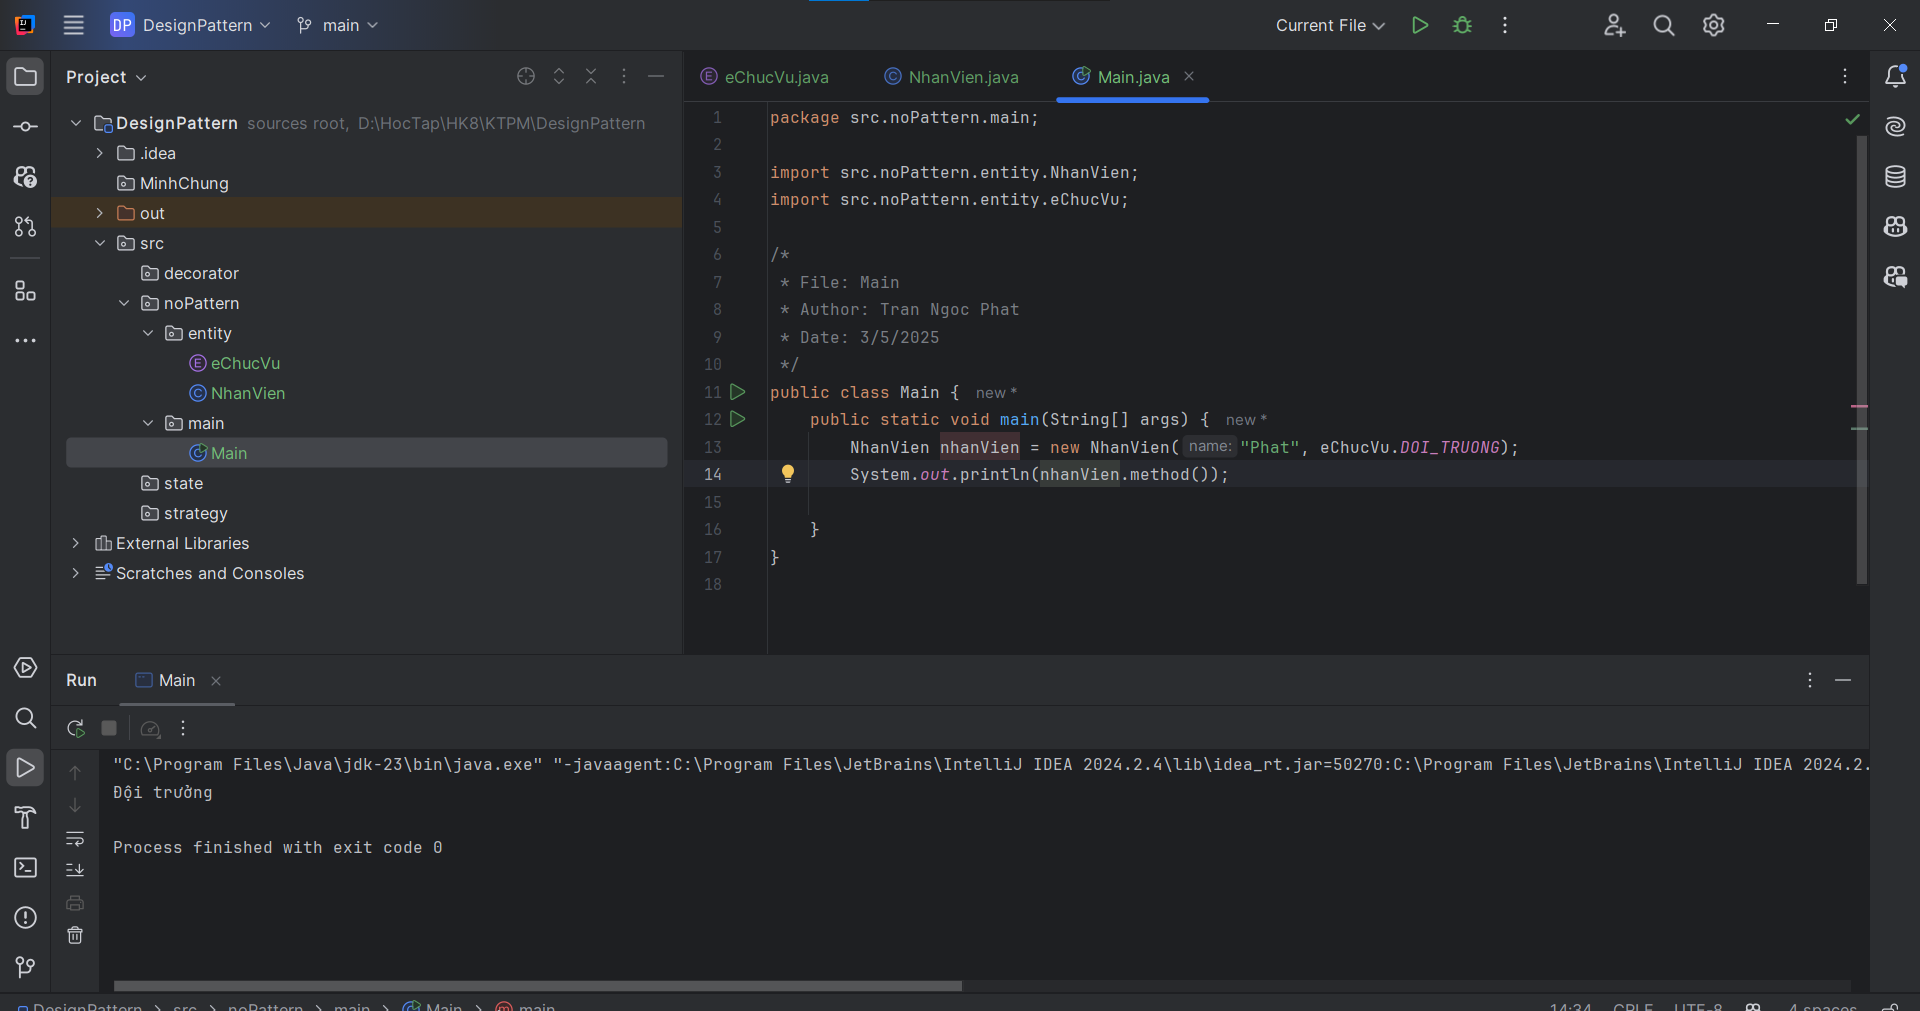 DP DesignPattern main Current File
Project
eChucVu.java NhanVien.java Main.java
DesignPattern sources root, D:\HocTap\HK8\KTPM\DesignPattern
.idea
MinhChung
out
src
decorator
noPattern
entity
eChucVu
NhanVien
main
Main
state
strategy
External Libraries
Scratches and Consoles
1 package src.noPattern.main;
2
3 import src.noPattern.entity.NhanVien;
4 import src.noPattern.entity.eChucVu;
5
6 /*
7 * File: Main
8 * Author: Tran Ngoc Phat
9 * Date: 3/5/2025
10 */
11 public class Main { new *
12 public static void main(String[] args) { new *
13 NhanVien nhanVien = new NhanVien( name: "Phat", eChucVu.DOI_TRUONG);
14 System.out.println(nhanVien.method());
15
16 }
17 }
18
Run Main
"C:\Program Files\Java\jdk-23\bin\java.exe" "-javaagent:C:\Program Files\JetBrains\IntelliJ IDEA 2024.2.4\lib\idea_rt.jar=50270:C:\Program Files\JetBrains\IntelliJ IDEA 2024.2.
Đội trưởng
Process finished with exit code 0
DesignPattern src noPattern main Main main 14:34 CRLF UTF-8 4 spaces